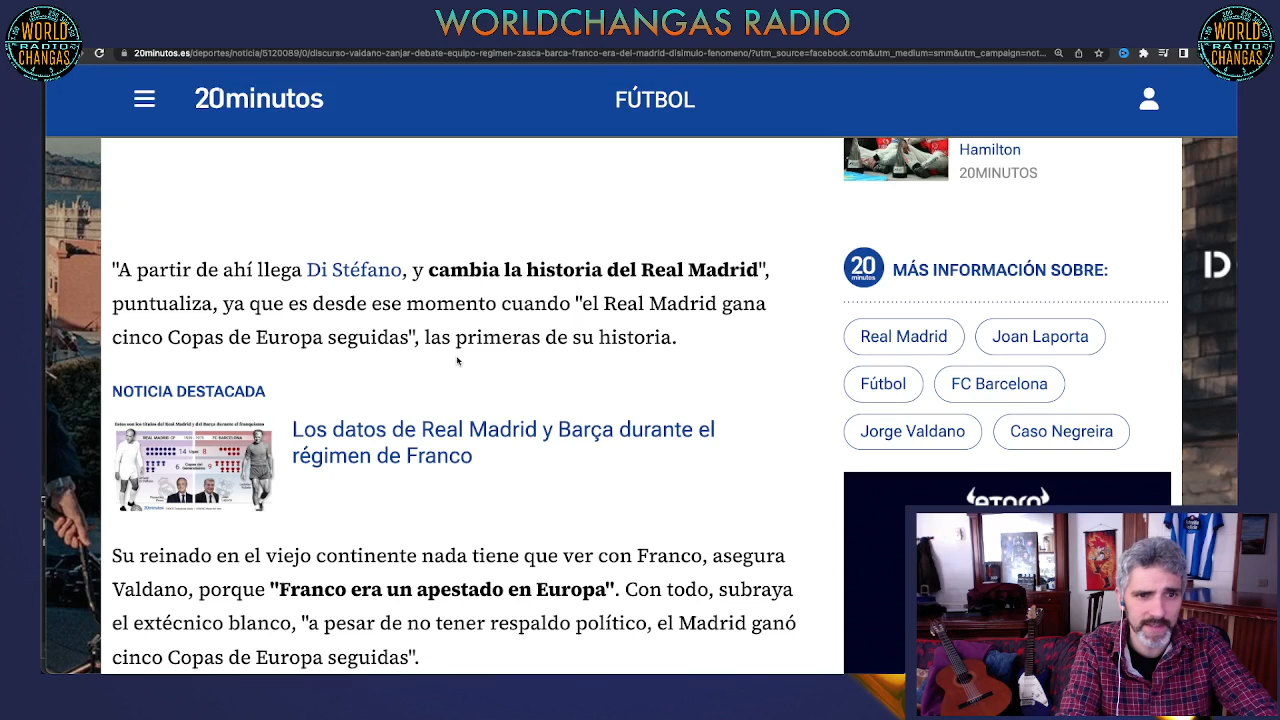 WORLDCHANGAS RADIO
WORLD
RADIO
CHANGAS
WORLD
RADIO
CHANGAS
20minutos.es/deportes/noticia/5120089/0/discurso-valdano-zanjar-debate-equipo-regimen-zasca-barca-franco-era-del-madrid-disimulo-fenomeno/?utm_source=facebook.com&utm_medium=smm&utm_campaign=not...
20minutos
FÚTBOL
Hamilton
20MINUTOS
"A partir de ahí llega Di Stéfano, y cambia la historia del Real Madrid",
puntualiza, ya que es desde ese momento cuando "el Real Madrid gana
cinco Copas de Europa seguidas", las primeras de su historia.
NOTICIA DESTACADA
Los datos de Real Madrid y Barça durante el
régimen de Franco
Su reinado en el viejo continente nada tiene que ver con Franco, asegura
Valdano, porque "Franco era un apestado en Europa". Con todo, subraya
el extécnico blanco, "a pesar de no tener respaldo político, el Madrid ganó
cinco Copas de Europa seguidas".
20
minutos
MÁS INFORMACIÓN SOBRE:
Real Madrid
Joan Laporta
Fútbol
FC Barcelona
Jorge Valdano
Caso Negreira
eToro